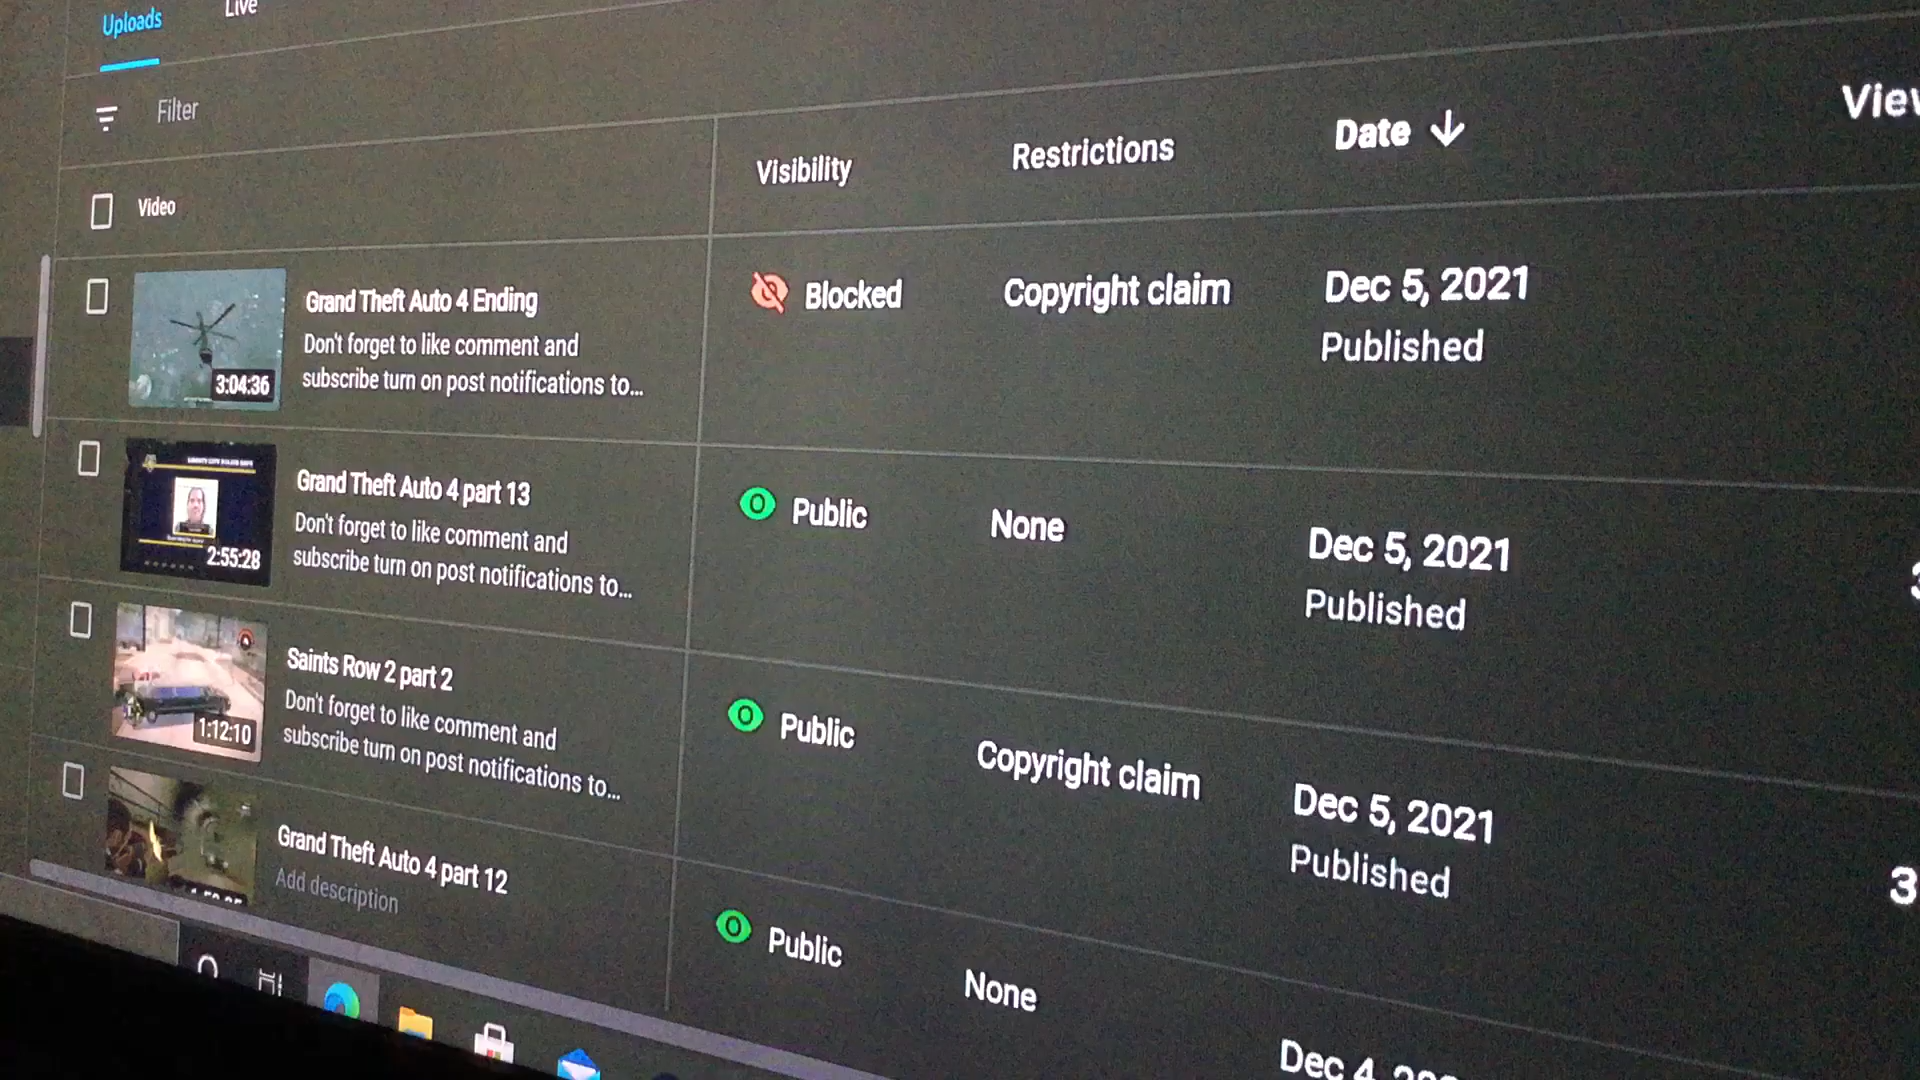 Uploads
Live
Filter
Video
Visibility
Restrictions
Date
Grand Theft Auto 4 Ending
Don't forget to like comment and
subscribe turn on post notifications to...
3:04:36
Blocked
Copyright claim
Dec 5, 2021
Published
Grand Theft Auto 4 part 13
Don't forget to like comment and
subscribe turn on post notifications to...
2:55:28
Public
None
Dec 5, 2021
Published
Saints Row 2 part 2
Don't forget to like comment and
subscribe turn on post notifications to...
1:12:10
Public
Copyright claim
Dec 5, 2021
Published
3
Grand Theft Auto 4 part 12
Add description
Public
None
Dec 4,